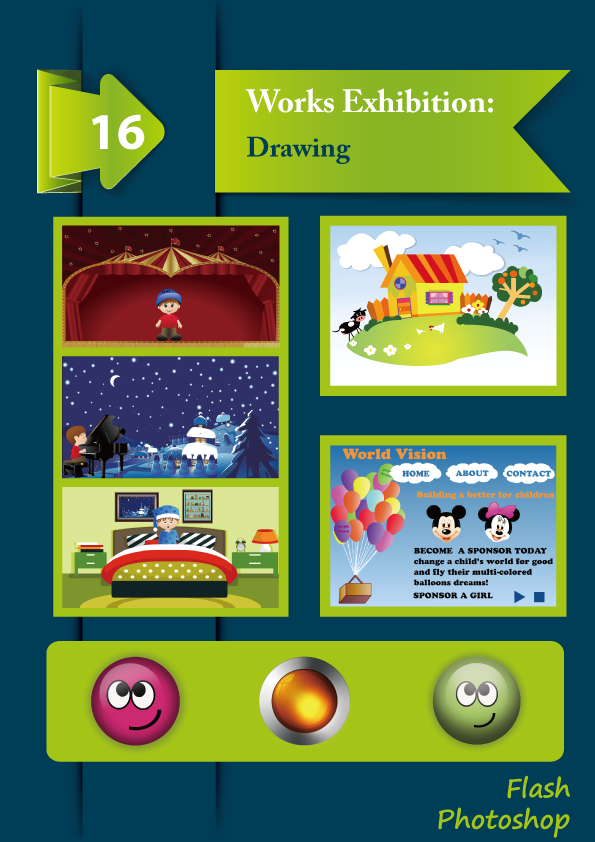 16
Works Exhibition:
Drawing
World Vision
HOME
ABOUT
CONTACT
Building a better for children
BECOME A SPONSOR TODAY
change a child's world for good
and fly their multi-colored
balloons dreams!
SPONSOR A GIRL
Flash
Photoshop